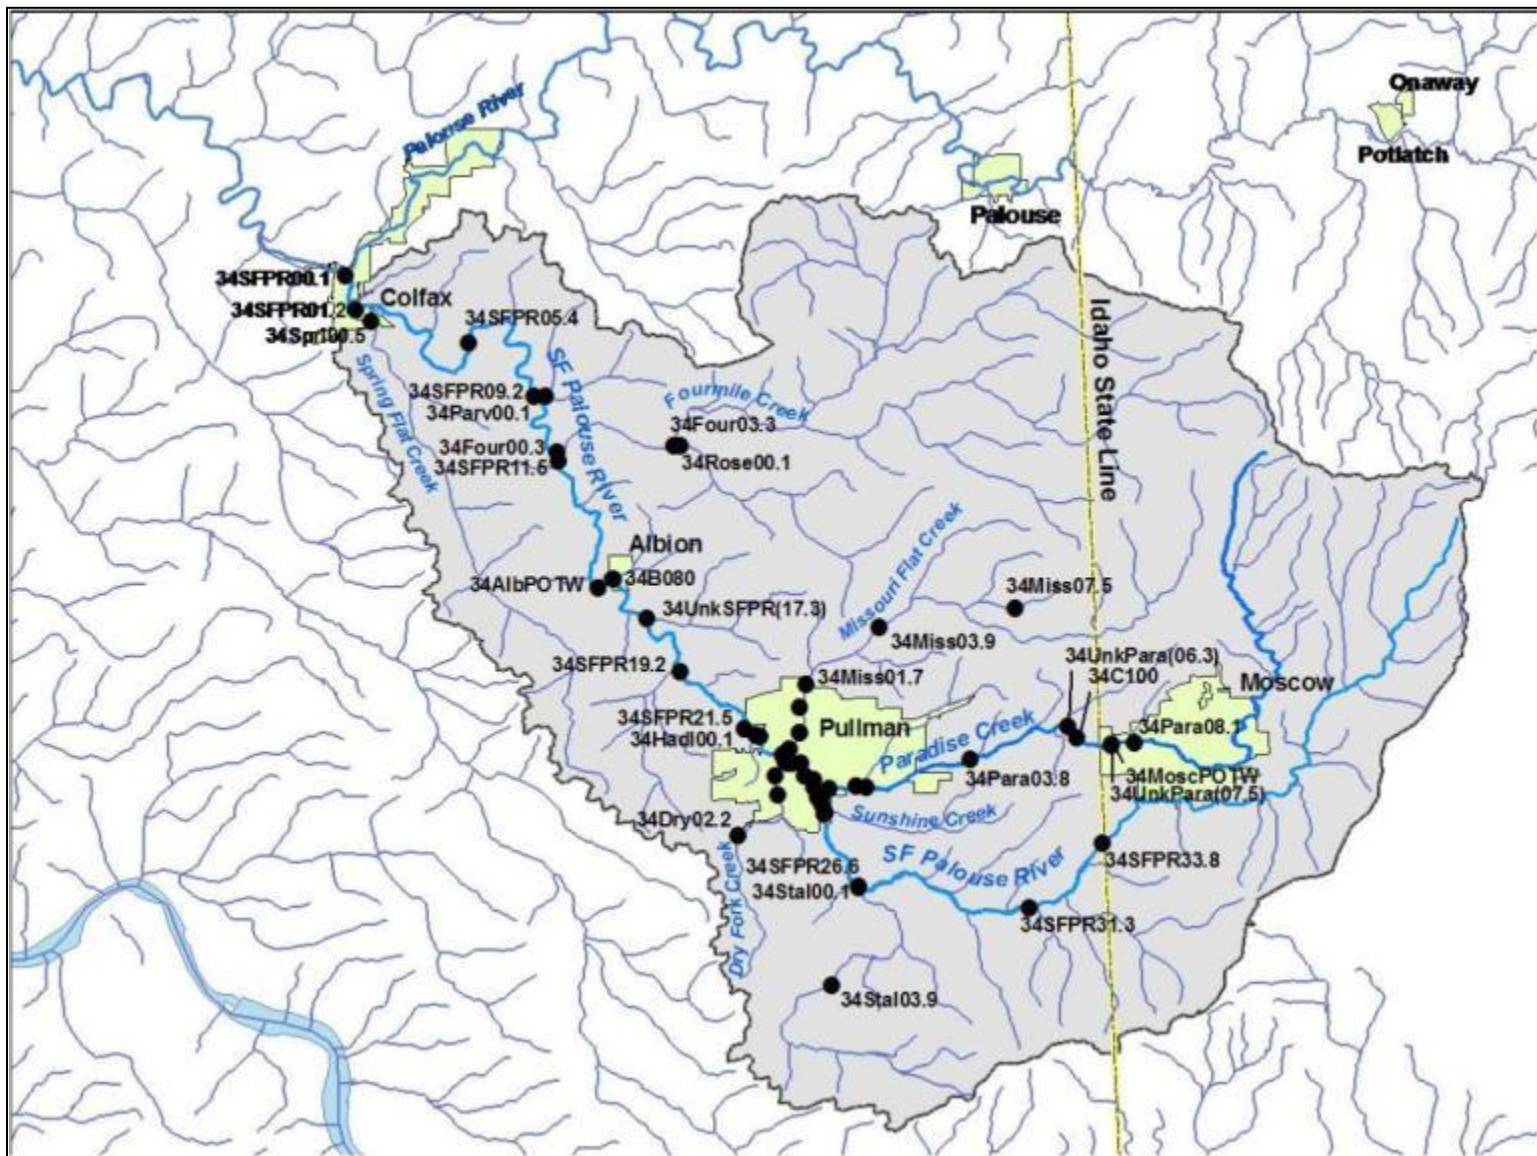 Onaway
Palouse River
Potlatch
Palouse
34SFPR00.1
Colfax
34SFPR01.2
34SFPR05.4
34Spri00.5
Idaho State Line
SF Palouse River
Spring Flat Creek
34SFPR09.2
34Parv00.1
Fourmile Creek
34Four03.3
34Four00.3
34SFPR11.5
34Rose00.1
Albion
34AlbPOTW
34B080
Missouri Flat Creek
34Miss07.5
34UnkSFPR(17.3)
34Miss03.9
34SFPR19.2
34UnkPara(06.3)
34C100
34Miss01.7
Moscow
34SFPR21.5
34Hadl00.1
Pullman
34Para08.1
Paradise Creek
34Para03.8
34MoscPOTW
34UnkPara(07.5)
34Dry02.2
Sunshine Creek
SF Palouse River
34SFPR33.8
34SFPR26.6
34Stal00.1
Dry Fork Creek
34SFPR31.3
34Stal03.9